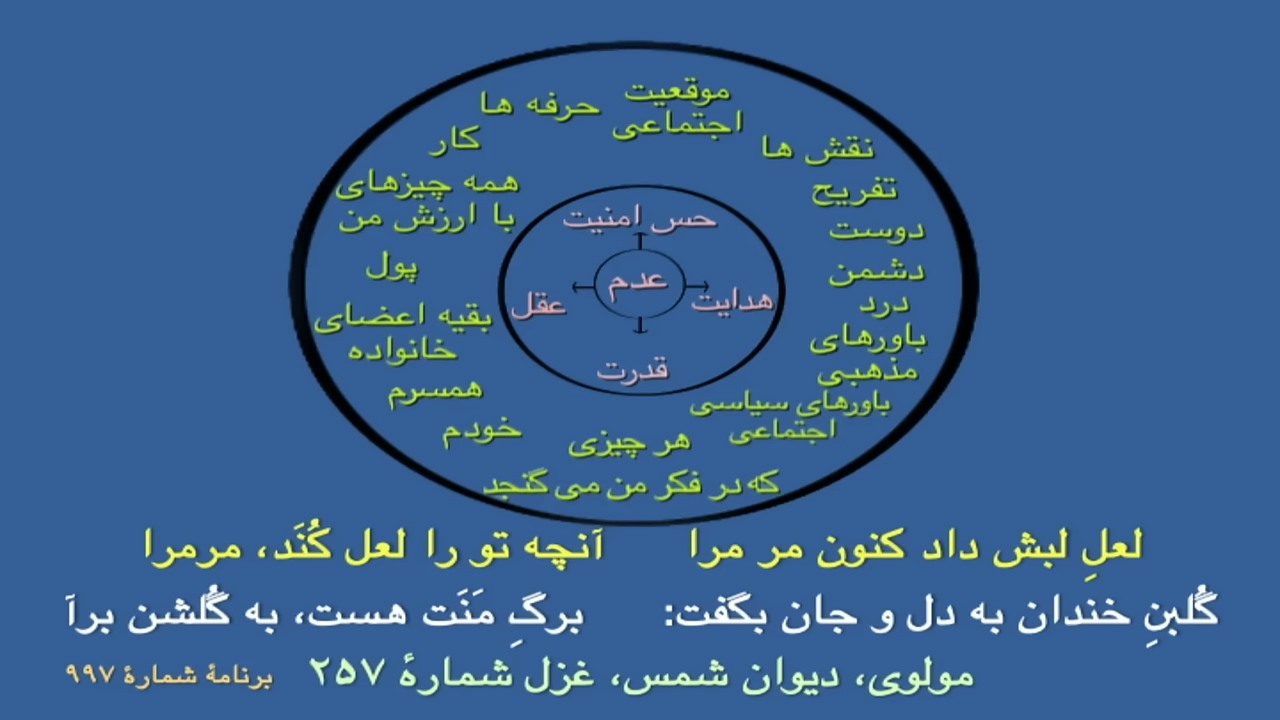 موقعیت
اجتماعی
حرفه ها
کار
نقش ها
همه چیزهای
با ارزش من
تفریح
دوست
پول
دشمن
درد
بقیه اعضای
خانواده
باورهای
مذهبی
همسرم
باورهای سیاسی
اجتماعی
خودم
هر چیزی
که در فکر من می گنجد
حس امنیت
عدم
هدایت
عقل
قدرت
لعلِ لبش داد کنون مر مرا آنچه تو را لعل کُنَد، مرمرا
گُلبنِ خندان به دل و جان بگفت: برگِ مَنَت هست، به گُلشن برآ
مولوی، دیوان شمس، غزل شمارهٔ ۲۵۷ برنامهٔ شمارهٔ ۹۹۷